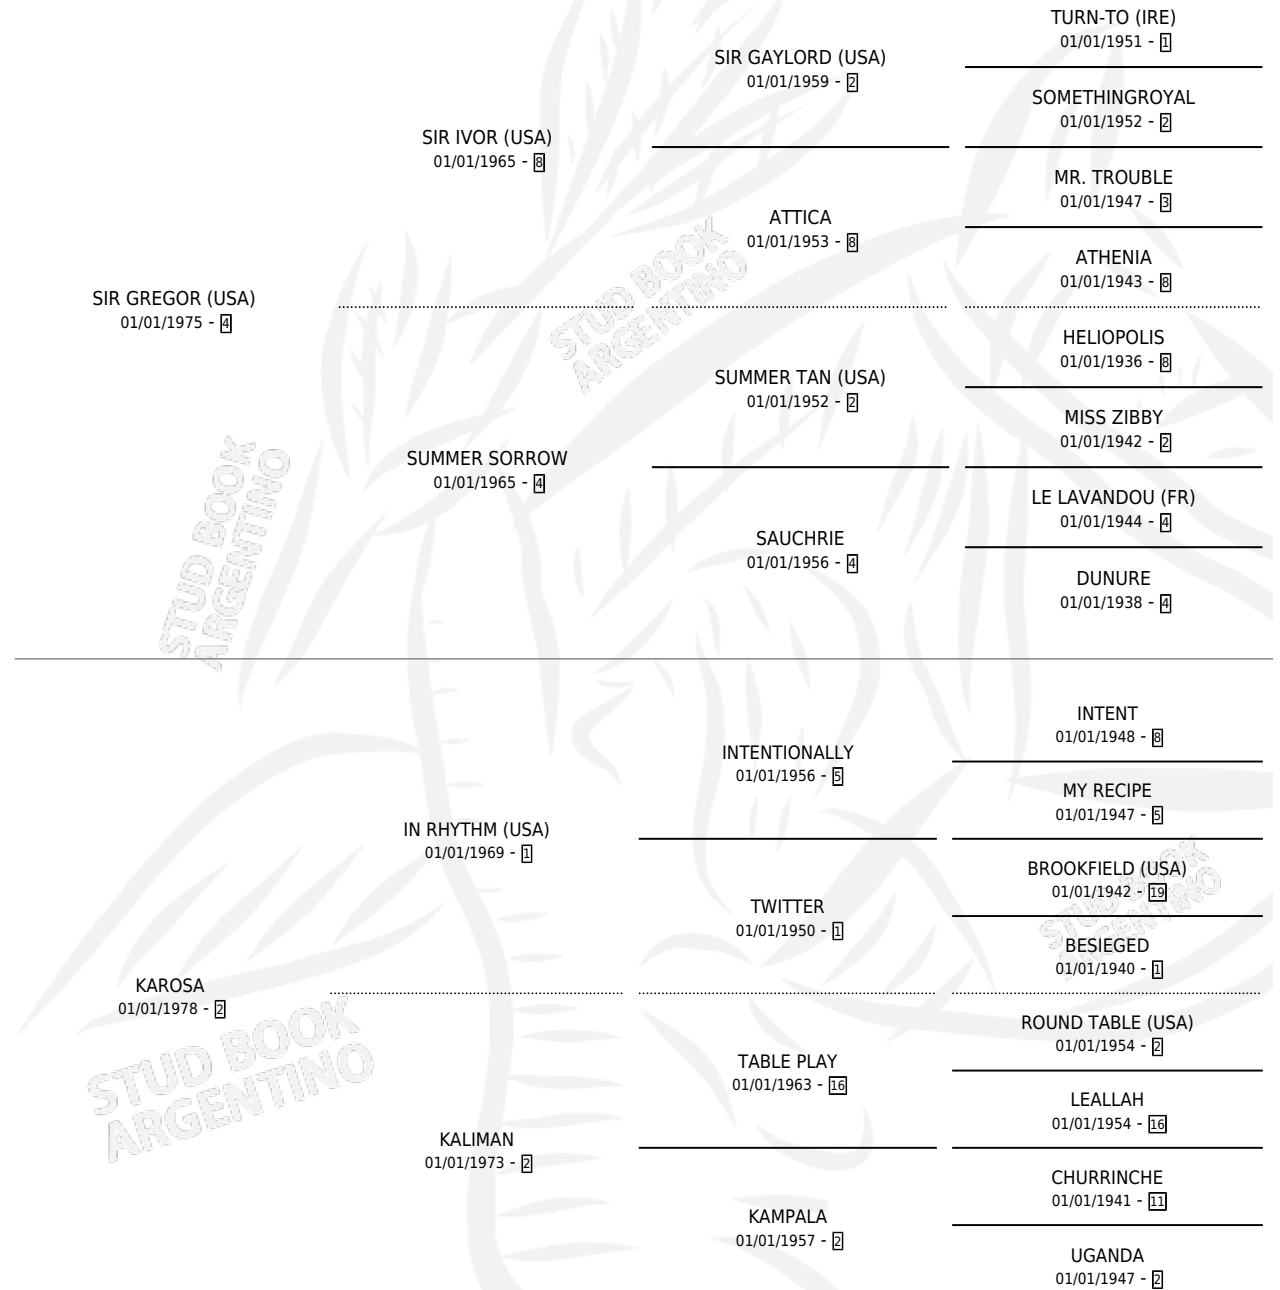 TURN-TO (IRE)
01/01/1951 - 1
SIR GAYLORD (USA)
01/01/1959 - 2
SOMETHINGROYAL
01/01/1952 - 2
SIR IVOR (USA)
01/01/1965 - 8
MR. TROUBLE
01/01/1947 - 3
ATTICA
01/01/1953 - 8
ATHENIA
01/01/1943 - 8
SIR GREGOR (USA)
01/01/1975 - 4
HELIOPOLIS
01/01/1936 - 8
SUMMER TAN (USA)
01/01/1952 - 2
MISS ZIBBY
01/01/1942 - 2
SUMMER SORROW
01/01/1965 - 4
LE LAVANDOU (FR)
01/01/1944 - 4
SAUCHRIE
01/01/1956 - 4
DUNURE
01/01/1938 - 4
INTENT
01/01/1948 - 8
INTENTIONALLY
01/01/1956 - 5
MY RECIPE
01/01/1947 - 5
IN RHYTHM (USA)
01/01/1969 - 1
BROOKFIELD (USA)
01/01/1942 - 19
TWITTER
01/01/1950 - 1
BESIEGED
01/01/1940 - 1
KAROSA
01/01/1978 - 2
ROUND TABLE (USA)
01/01/1954 - 2
TABLE PLAY
01/01/1963 - 16
LEALLAH
01/01/1954 - 16
KALIMAN
01/01/1973 - 2
CHURRINCHE
01/01/1941 - 11
KAMPALA
01/01/1957 - 2
UGANDA
01/01/1947 - 2
STUD BOOK
ARGENTINO
STUD BOOK
ARGENTINO
STUD BOOK
ARGENTINO
STUD BOOK
ARGENTINO